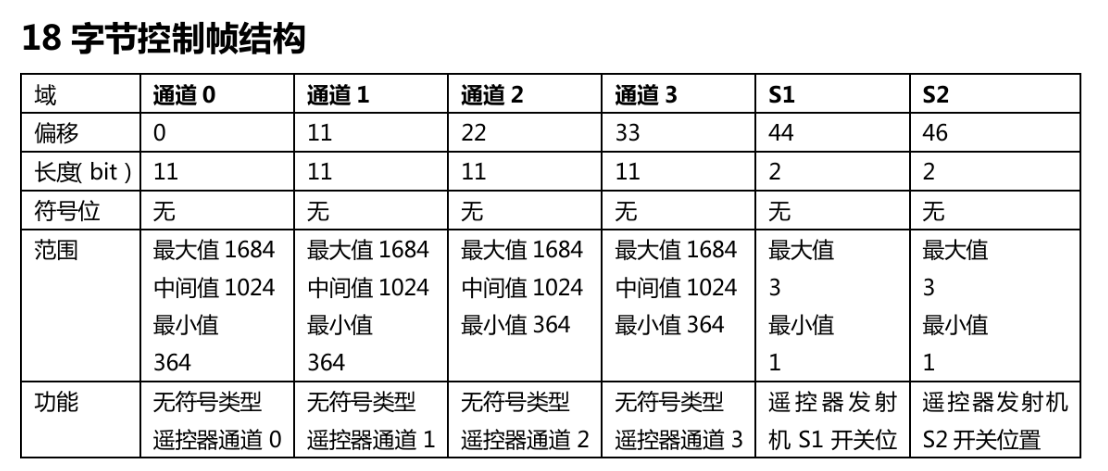 18 字节控制帧结构
域 通道 0 通道 1 通道 2 通道 3 S1 S2
偏移 0 11 22 33 44 46
长度( bit ) 11 11 11 11 2 2
符号位 无 无 无 无 无 无
范围 最大值 1684 最大值 1684 最大值 1684 最大值 1684 最大值 最大值
中间值 1024 中间值 1024 中间值 1024 中间值 1024 3 3
最小值 最小值 最小值 364 最小值 364 最小值 最小值
364 364 1 1
功能 无符号类型 无符号类型 无符号类型 无符号类型 遥控器发射 遥控器发射机
遥控器通道 0 遥控器通道 1 遥控器通道 2 遥控器通道 3 机 S1 开关位 S2 开关位置